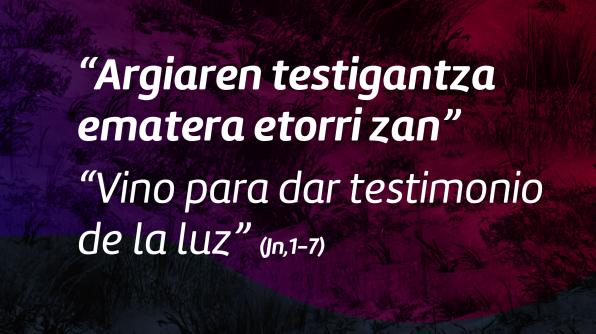 “Argiaren testigantza
ematera etorri zan”
“Vino para dar testimonio
de la luz” (Jn,1-7)